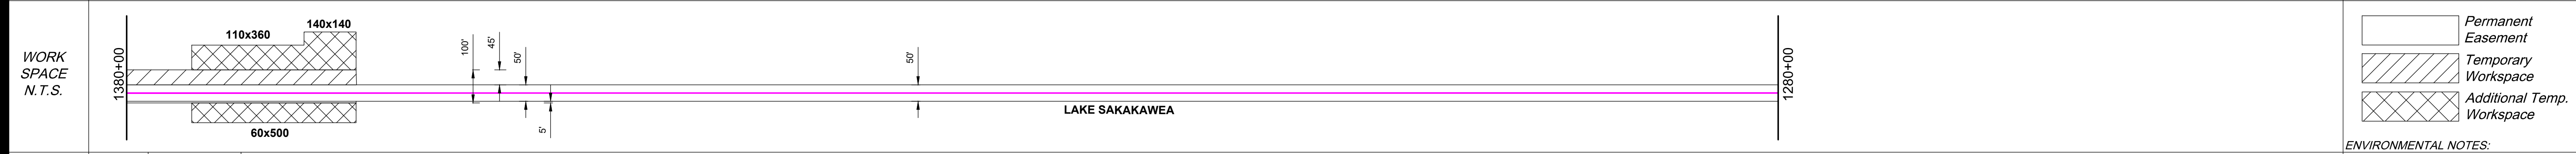 WORK
SPACE
N.T.S.
1380+00
110x360
140x140
60x500
100'
45'
50'
5'
50'
LAKE SAKAKAWEA
1280+00
Permanent
Easement
Temporary
Workspace
Additional Temp.
Workspace
ENVIRONMENTAL NOTES: